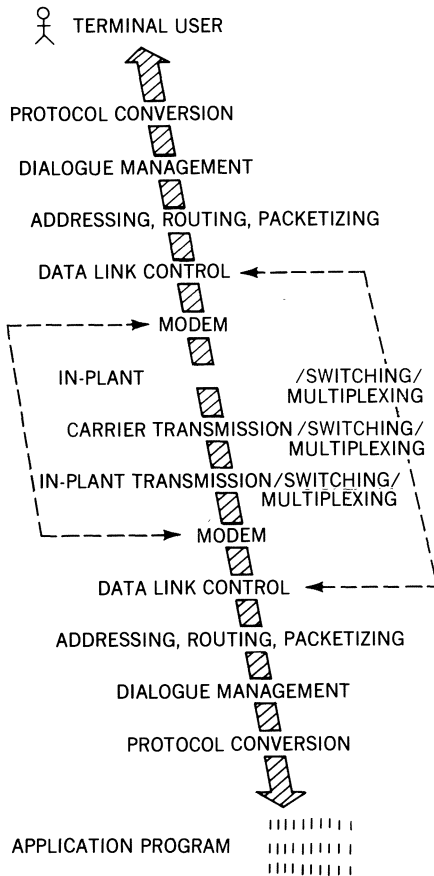 TERMINAL USER
PROTOCOL CONVERSION
DIALOGUE MANAGEMENT
ADDRESSING, ROUTING, PACKETIZING
DATA LINK CONTROL
MODEM
IN-PLANT /SWITCHING/
MULTIPLEXING
CARRIER TRANSMISSION /SWITCHING/
MULTIPLEXING
IN-PLANT TRANSMISSION/SWITCHING/
MULTIPLEXING
MODEM
DATA LINK CONTROL
ADDRESSING, ROUTING, PACKETIZING
DIALOGUE MANAGEMENT
PROTOCOL CONVERSION
APPLICATION PROGRAM